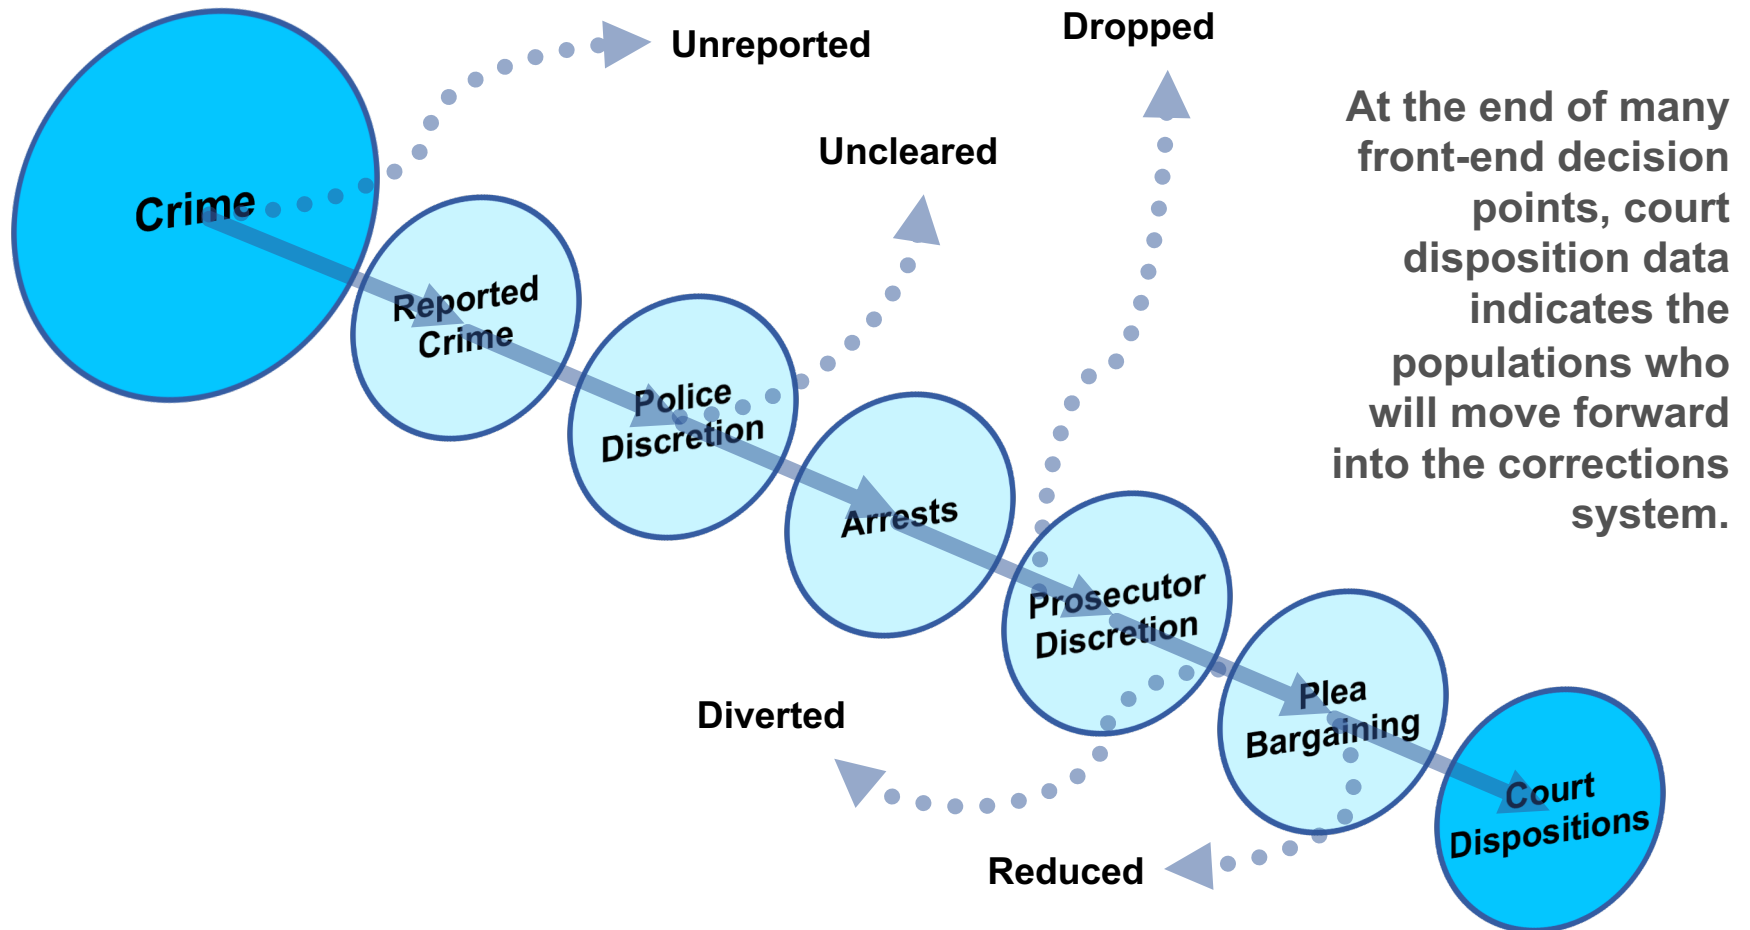 Dropped
Unreported
At the end of many
front-end decision
points, court
disposition data
indicates the
populations who
will move forward
into the corrections
system.
Uncleared
Crime
Reported
Crime
Police
Discretion
Arrests
Prosecutor
Discretion
Diverted
Plea
Bargaining
Court
Dispositions
Reduced